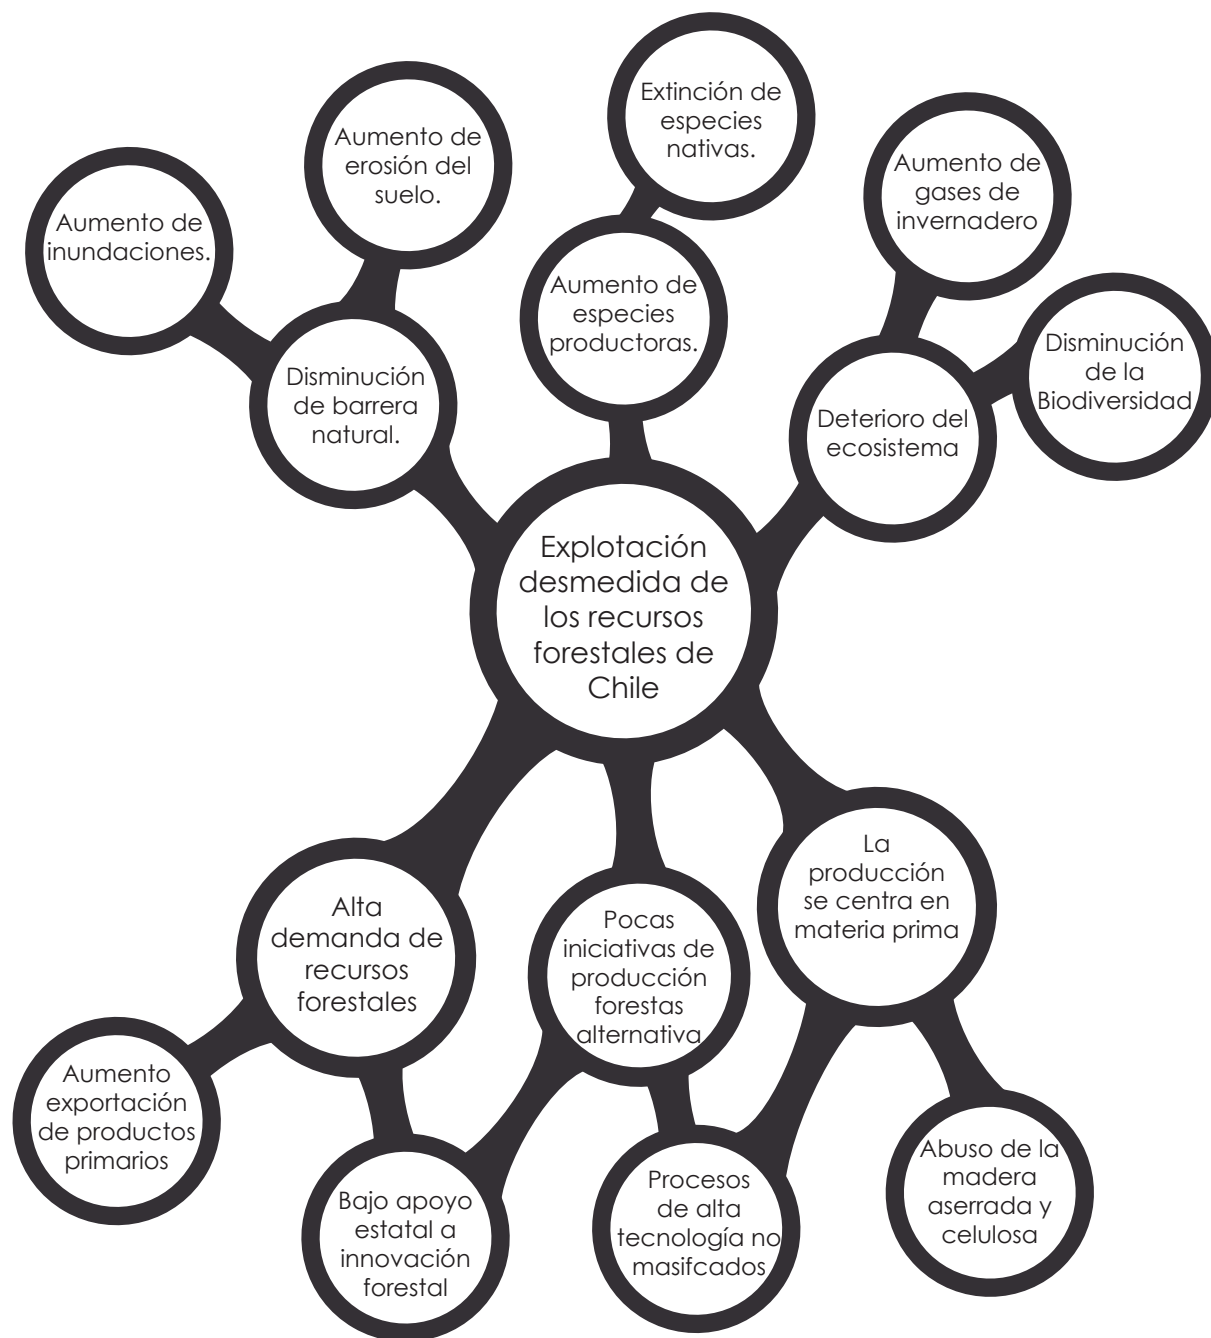 Extinción de
especies
nativas.
Aumento de
erosión del
suelo.
Aumento de
gases de
invernadero
Aumento de
inundaciones.
Aumento de
especies
productoras.
Disminución
de la
Biodiversidad
Disminución
de barrera
natural.
Deterioro del
ecosistema
Explotación
desmedida de
los recursos
forestales de
Chile
La
producción
se centra en
materia prima
Alta
demanda de
recursos
forestales
Pocas
iniciativas de
producción
forestas
alternativa
Aumento
exportación
de productos
primarios
Bajo apoyo
estatal a
innovación
forestal
Procesos
de alta
tecnología no
masifcados
Abuso de la
madera
aserrada y
celulosa